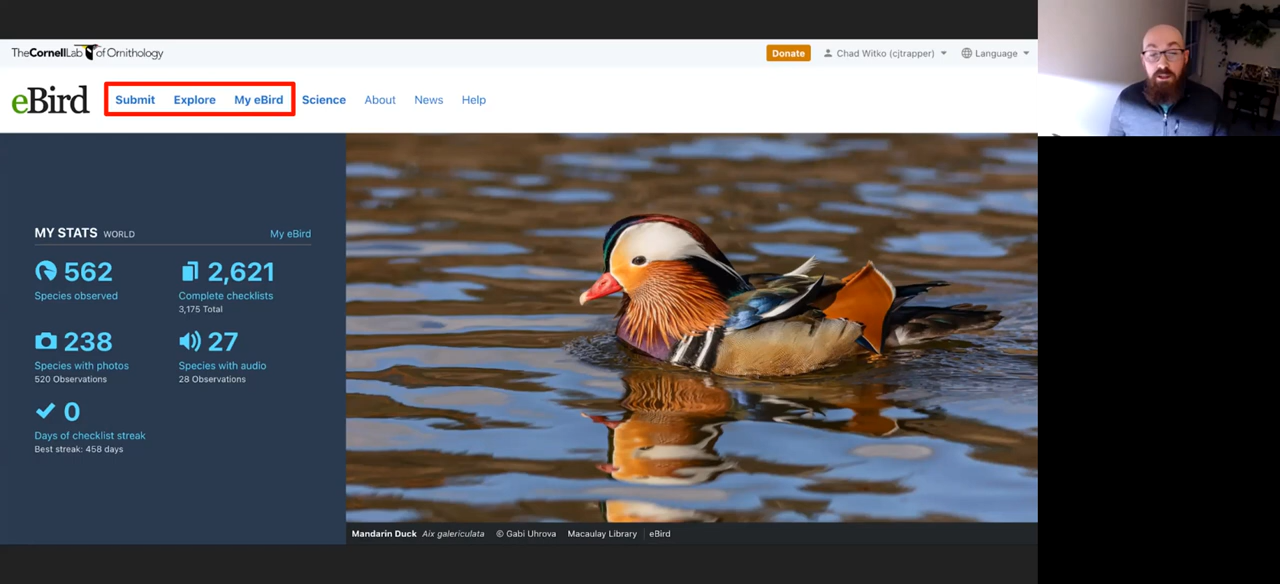 TheCornellLab of Ornithology
Donate
Chad Witko (cjtrapper)
Language
eBird
Submit Explore My eBird Science About News Help
MY STATS WORLD My eBird
562 2,621
Species observed Complete checklists
3,175 Total
238 27
Species with photos Species with audio
520 Observations 28 Observations
0
Days of checklist streak
Best streak: 458 days
Mandarin Duck Aix galericulata © Gabi Uhrova Macaulay Library eBird